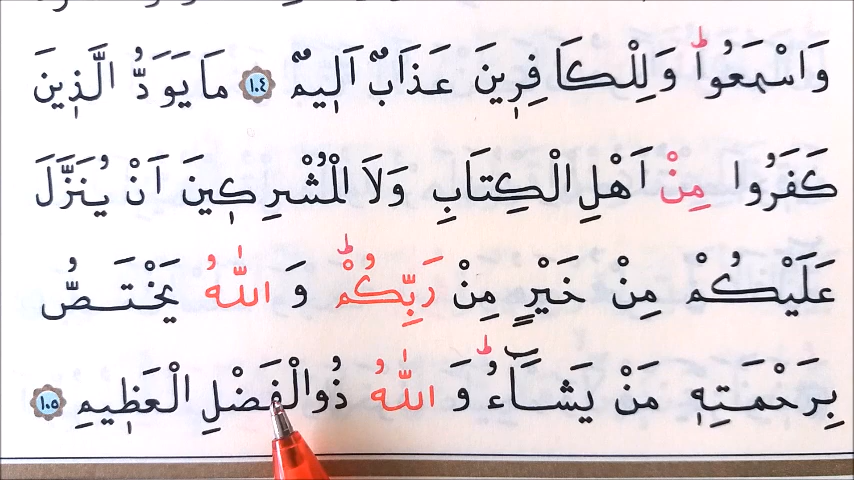 وَاسْمَعُواۜ وَلِلْكَافِرٖينَ عَذَابٌ اَلٖيمٌ ١٠٤ مَا يَوَدُّ الَّذٖينَ
كَفَرُوا مِنْ اَهْلِ الْكِتَابِ وَلَا الْمُشْرِكٖينَ اَنْ يُنَزَّلَ
عَلَيْكُمْ مِنْ خَيْرٍ مِنْ رَبِّكُمْؕ وَ اللّٰهُ يَخْتَصُّ
بِرَحْمَتِهٖ مَنْ يَشَٓاءُؕ وَ اللّٰهُ ذُو الْفَضْلِ الْعَظٖيمِ ١٠٥